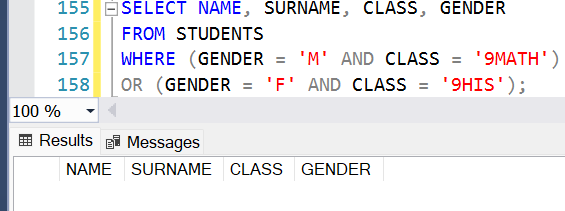 155 SELECT NAME, SURNAME, CLASS, GENDER
156 FROM STUDENTS
157 WHERE (GENDER = 'M' AND CLASS = '9MATH')
158 OR (GENDER = 'F' AND CLASS = '9HIS');
100 %
Results Messages
NAME SURNAME CLASS GENDER